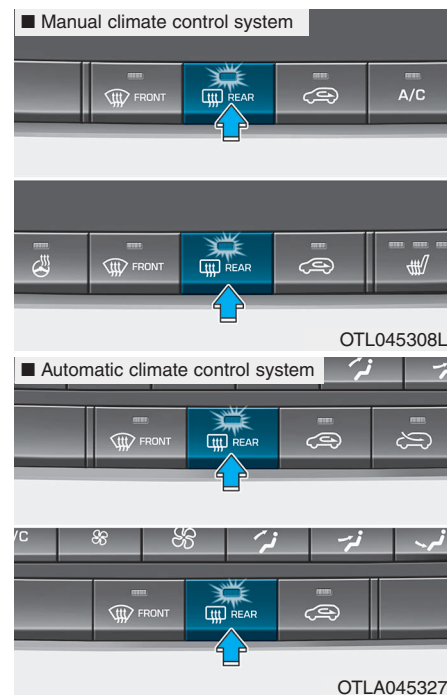 ■ Manual climate control system
FRONT REAR A/C
FRONT REAR
OTL045308L
■ Automatic climate control system
FRONT REAR
/C
FRONT REAR
OTLA045327